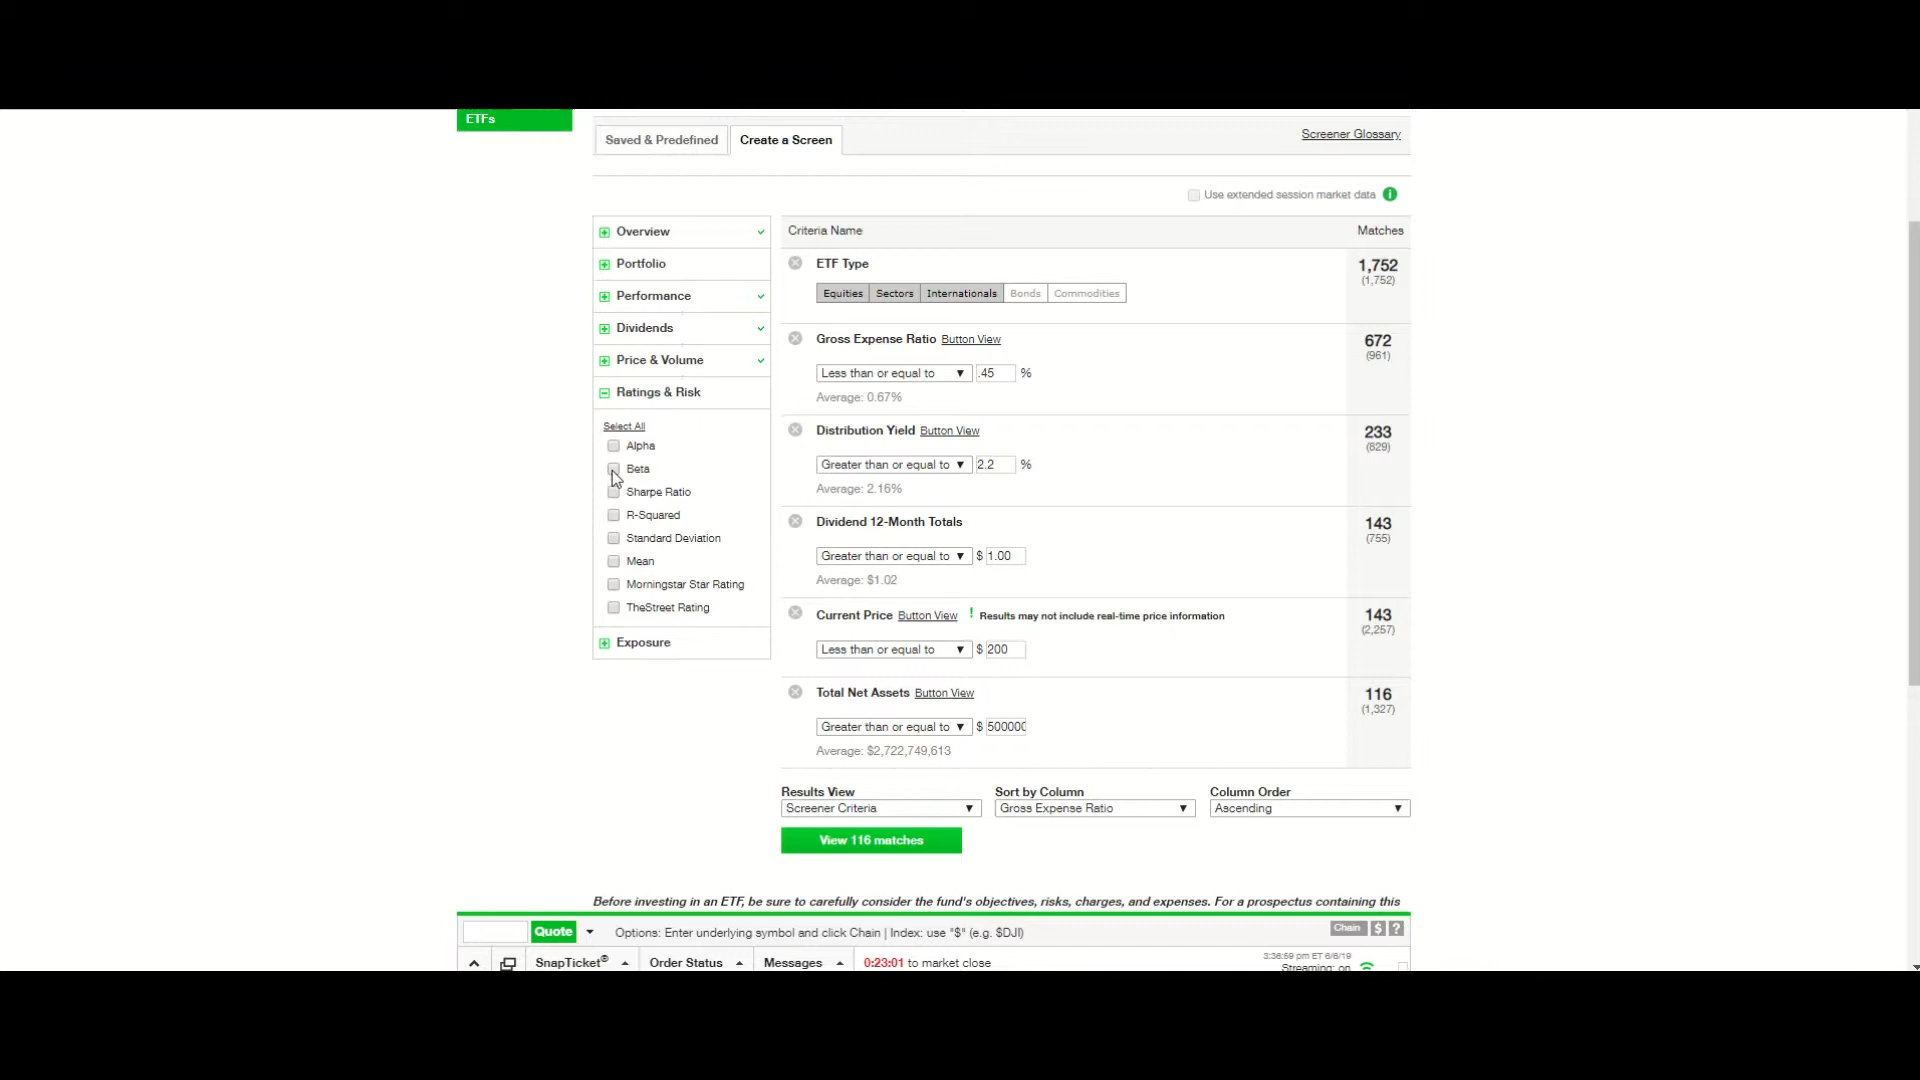 ETFs
Saved & Predefined
Create a Screen
Screener Glossary
Use extended session market data
Overview
Portfolio
Performance
Dividends
Price & Volume
Ratings & Risk
Select All
Alpha
Beta
Sharpe Ratio
R-Squared
Standard Deviation
Mean
Morningstar Star Rating
TheStreet Rating
Exposure
Criteria Name Matches
ETF Type 1,752
(1,752)
Equities Sectors Internationals Bonds Commodities
Gross Expense Ratio Button View 672
(961)
Less than or equal to ▼ .45 %
Average: 0.67%
Distribution Yield Button View 233
(829)
Greater than or equal to ▼ 2.2 %
Average: 2.16%
Dividend 12-Month Totals 143
(755)
Greater than or equal to ▼ $ 1.00
Average: $1.02
Current Price Button View ! Results may not include real-time price information 143
(2,257)
Less than or equal to ▼ $ 200
Total Net Assets Button View 116
(1,327)
Greater than or equal to ▼ $ 500000
Average: $2,722,749,613
Results View Sort by Column Column Order
Screener Criteria ▼ Gross Expense Ratio ▼ Ascending ▼
View 116 matches
Before investing in an ETF, be sure to carefully consider the fund's objectives, risks, charges, and expenses. For a prospectus containing this
Quote Options: Enter underlying symbol and click Chain | Index: use "$" (e.g. $DJI) Chain $ ?
SnapTicket® Order Status Messages 0:23:01 to market close
3:36:59 pm ET 6/6/19
Streaming: on